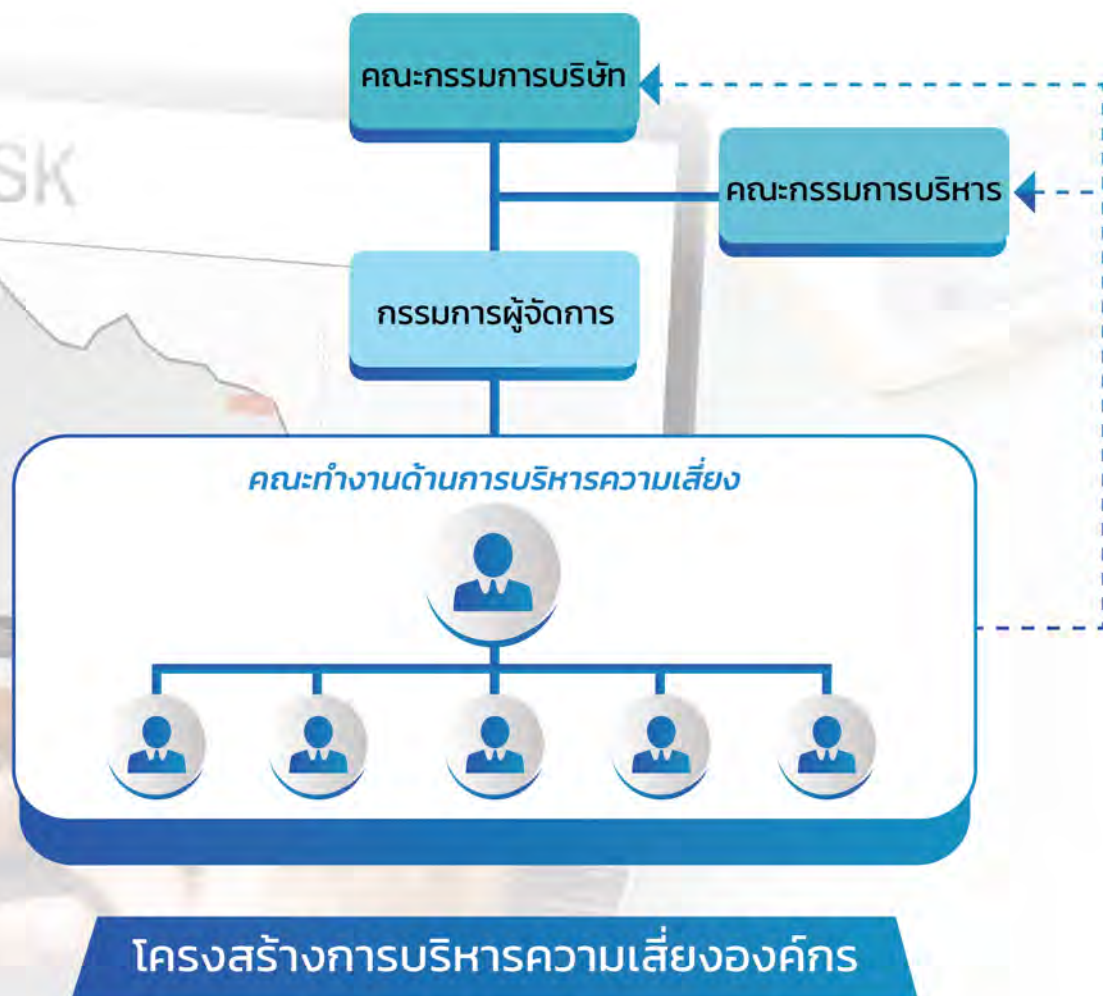 SK
คณะกรรมการบริษัท
คณะกรรมการบริหาร
กรรมการผู้จัดการ
คณะทำงานด้านการบริหารความเสี่ยง
โครงสร้างการบริหารความเสี่ยงองค์กร